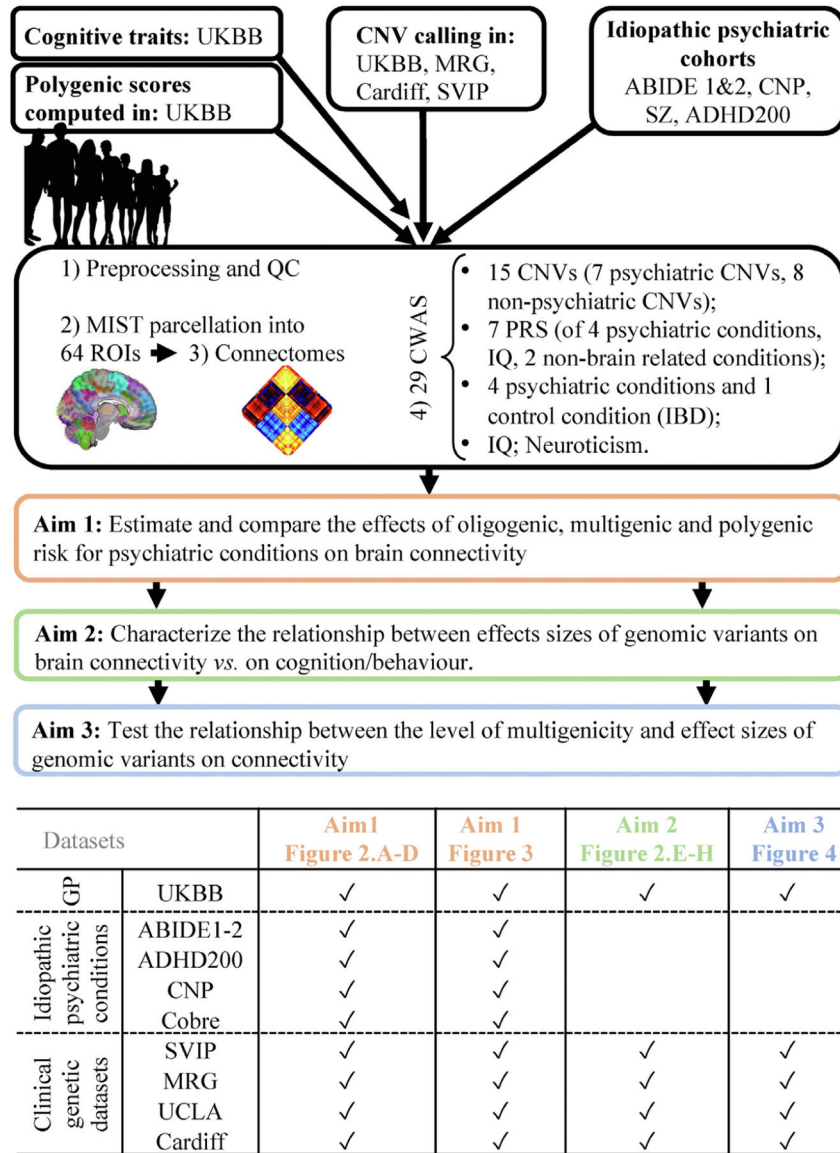 Cognitive traits: UKBB
Polygenic scores
computed in: UKBB
CNV calling in:
UKBB, MRG,
Cardiff, SVIP
Idiopathic psychiatric
cohorts
ABIDE 1&2, CNP,
SZ, ADHD200
1) Preprocessing and QC
2) MIST parcellation into
64 ROIs 3) Connectomes
4) 29 CWAS
• 15 CNVs (7 psychiatric CNVs, 8
non-psychiatric CNVs);
• 7 PRS (of 4 psychiatric conditions,
IQ, 2 non-brain related conditions);
• 4 psychiatric conditions and 1
control condition (IBD);
• IQ; Neuroticism.
Aim 1: Estimate and compare the effects of oligogenic, multigenic and polygenic
risk for psychiatric conditions on brain connectivity
Aim 2: Characterize the relationship between effects sizes of genomic variants on
brain connectivity vs. on cognition/behaviour.
Aim 3: Test the relationship between the level of multigenicity and effect sizes of
genomic variants on connectivity
Datasets
Aim1
Figure 2.A-D
Aim 1
Figure 3
Aim 2
Figure 2.E-H
Aim 3
Figure 4
GP
UKBB ✓ ✓ ✓ ✓
Idiopathic
psychiatric
conditions
ABIDE1-2 ✓ ✓
ADHD200 ✓ ✓
CNP ✓ ✓
Cobre ✓ ✓
Clinical
genetic
datasets
SVIP ✓ ✓ ✓ ✓
MRG ✓ ✓ ✓ ✓
UCLA ✓ ✓ ✓ ✓
Cardiff ✓ ✓ ✓ ✓